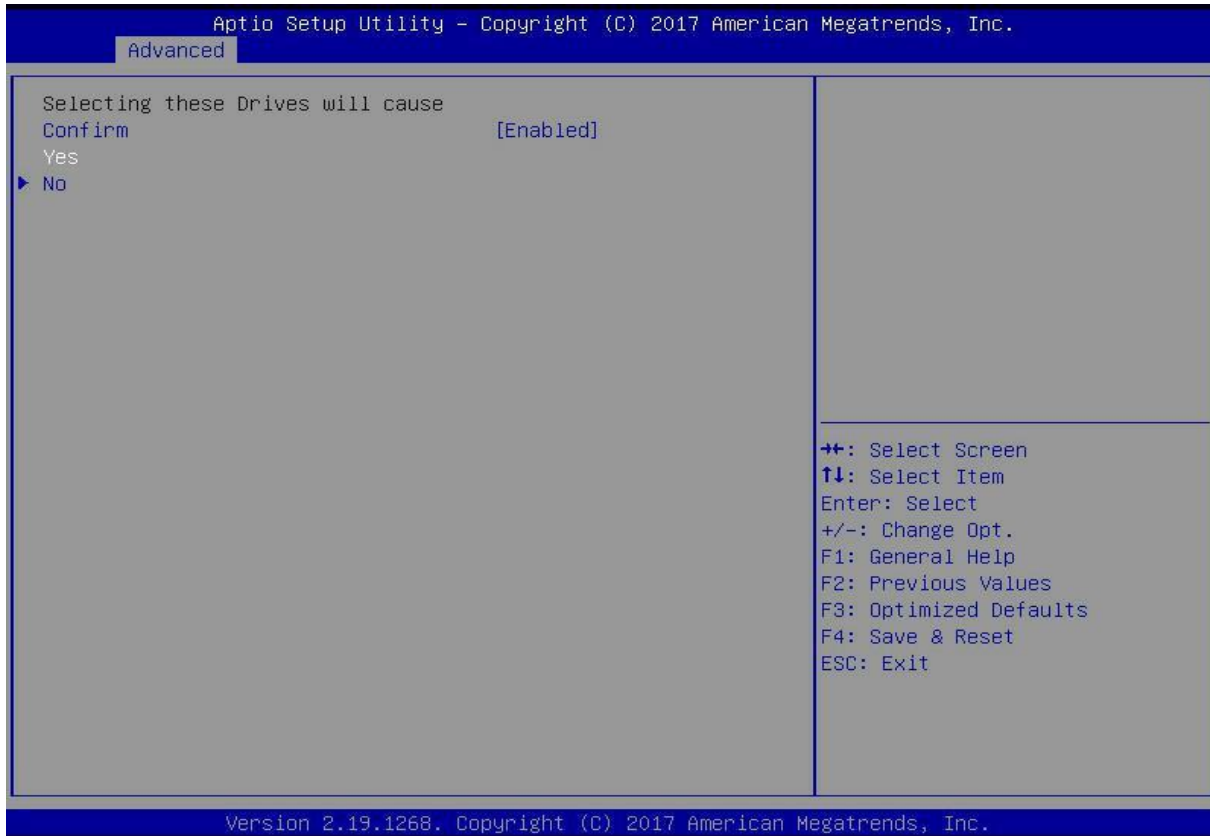 Aptio Setup Utility – Copyright (C) 2017 American Megatrends, Inc.
Advanced
Selecting these Drives will cause
Confirm [Enabled]
Yes
No
→←: Select Screen
↑↓: Select Item
Enter: Select
+/-: Change Opt.
F1: General Help
F2: Previous Values
F3: Optimized Defaults
F4: Save & Reset
ESC: Exit
Version 2.19.1268. Copyright (C) 2017 American Megatrends, Inc.